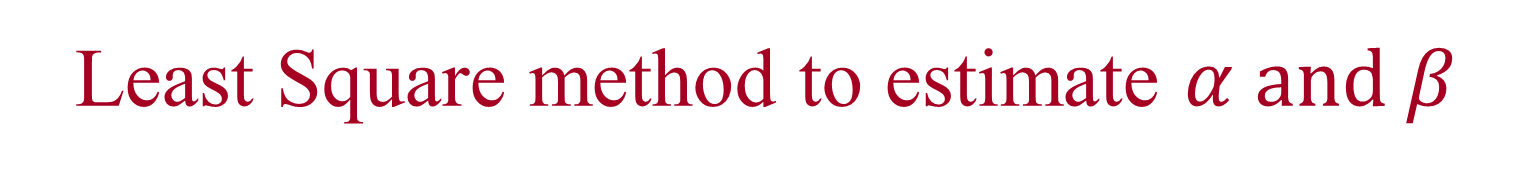 Least Square method to estimate α and β